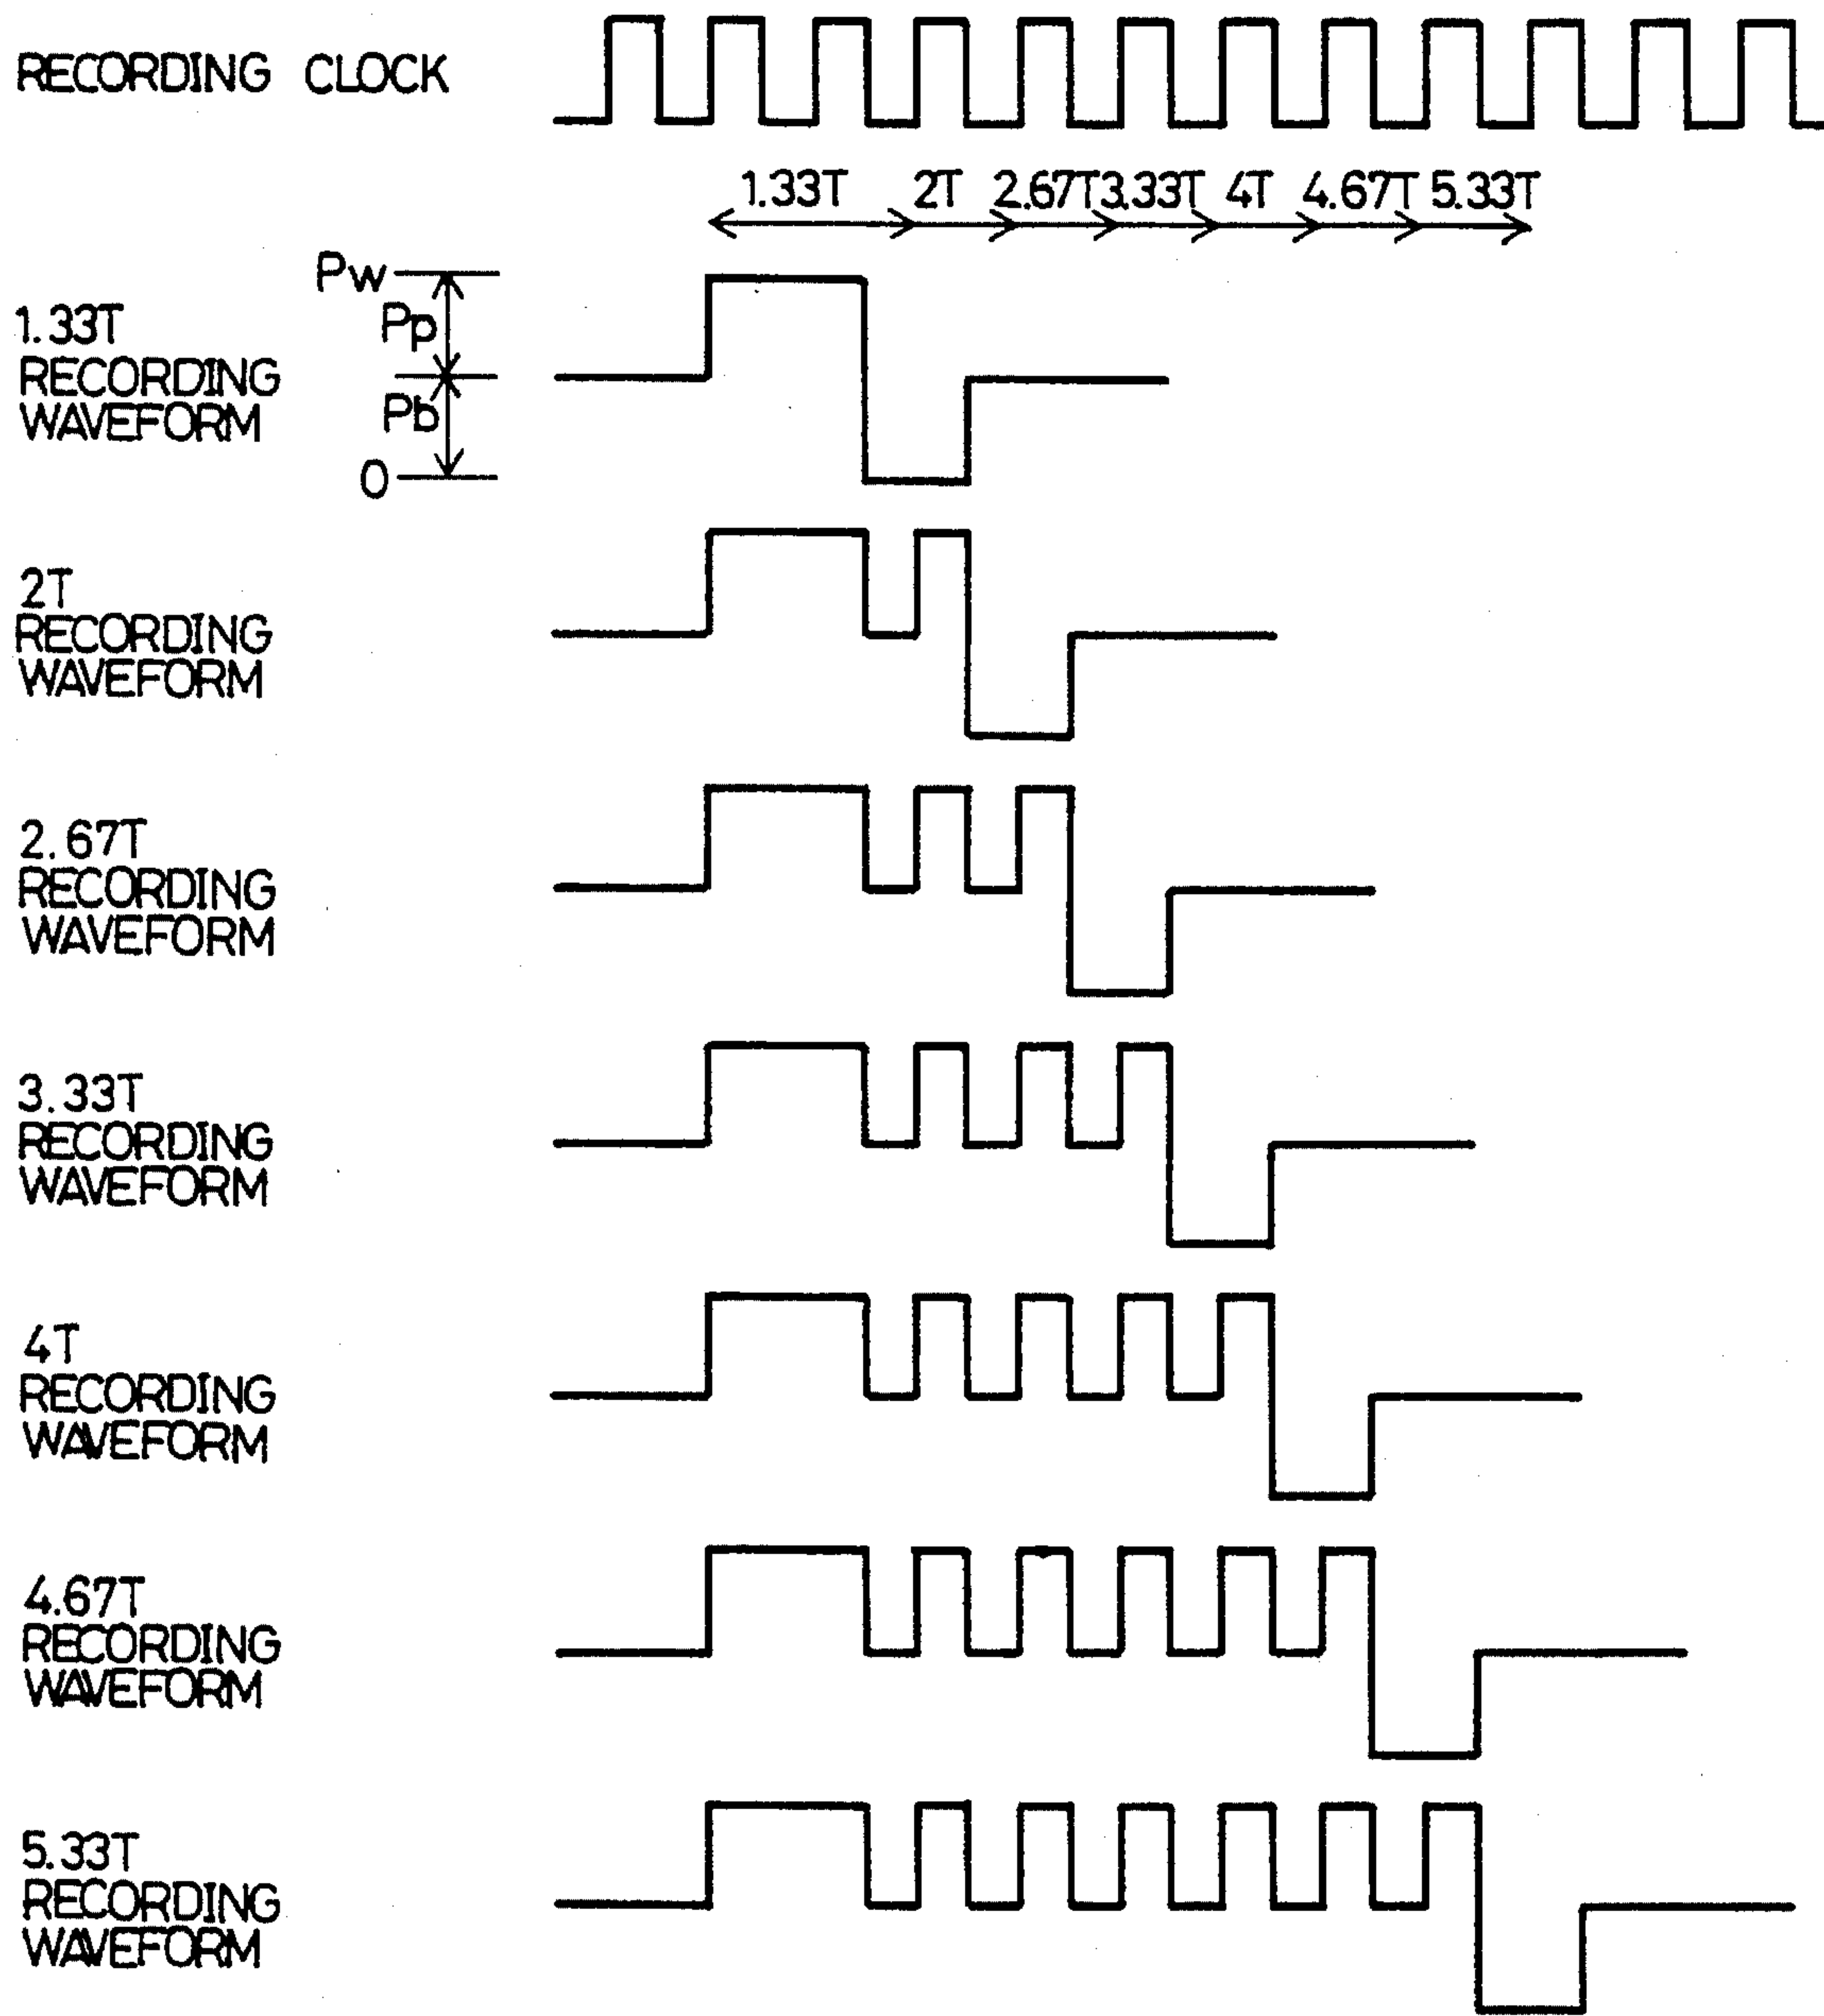 RECORDING CLOCK
1.33T 2T 2.67T 3.33T 4T 4.67T 5.33T
Pw
Pp
Pb
0
1.33T
RECORDING
WAVEFORM
2T
RECORDING
WAVEFORM
2.67T
RECORDING
WAVEFORM
3.33T
RECORDING
WAVEFORM
4T
RECORDING
WAVEFORM
4.67T
RECORDING
WAVEFORM
5.33T
RECORDING
WAVEFORM